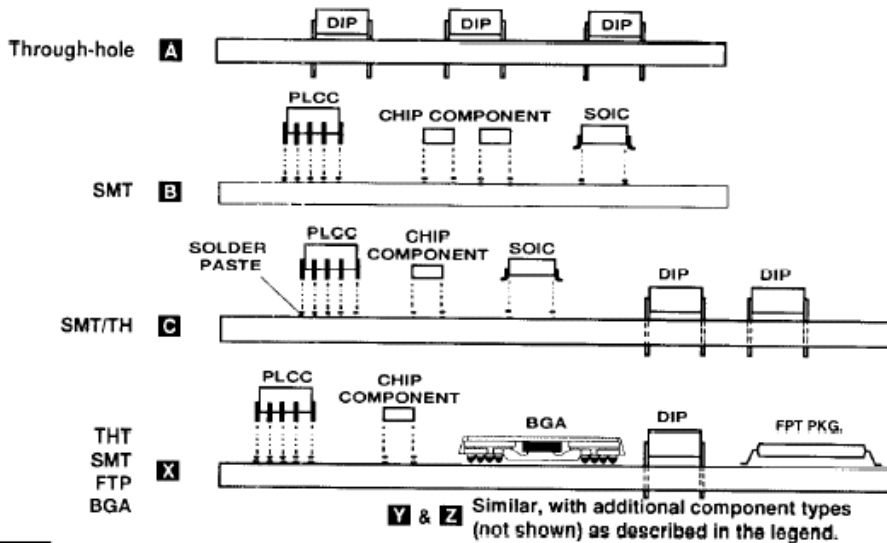 DIP DIP DIP
Through-hole A
PLCC
CHIP COMPONENT SOIC
SMT B
PLCC CHIP
COMPONENT SOIC
SOLDER
PASTE
DIP DIP
SMT/TH C
PLCC CHIP
COMPONENT
BGA DIP FPT PKG.
THT
SMT
FTP
BGA
X
Y & Z Similar, with additional component types
(not shown) as described in the legend.